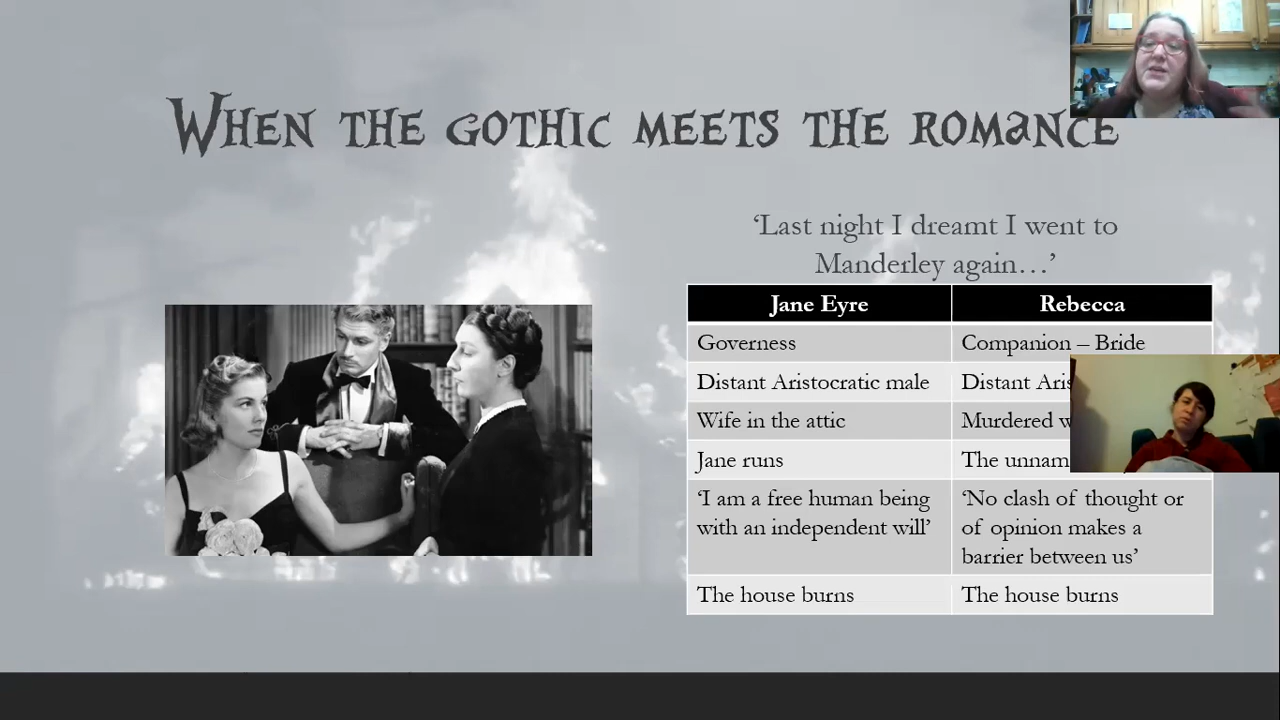 WHEN THE GOTHIC MEETS THE ROMANCE
‘Last night I dreamt I went to
Manderley again…’
Jane Eyre Rebecca
Governess Companion – Bride
Distant Aristocratic male Distant
Wife in the attic Murdered
Jane runs The
‘I am a free human being
with an independent will’
‘No clash of thought or
of opinion makes a
barrier between us’
The house burns The house burns